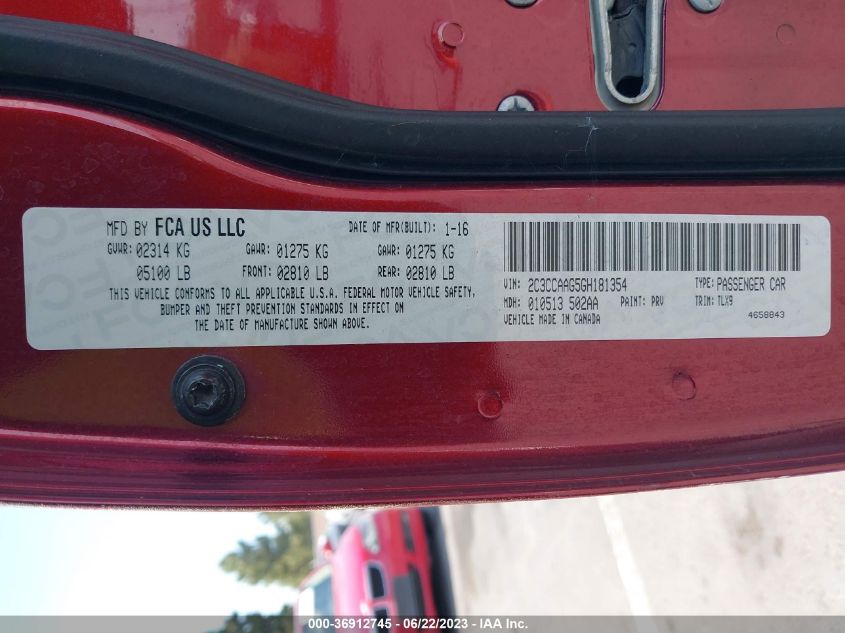 MFD BY FCA US LLC DATE OF MFR(BUILT): 1-16
GVWR: 02314 KG GAWR: 01275 KG GAWR: 01275 KG
05100 LB FRONT: 02810 LB REAR: 02810 LB
THIS VEHICLE CONFORMS TO ALL APPLICABLE U.S.A. FEDERAL MOTOR VEHICLE SAFETY,
BUMPER AND THEFT PREVENTION STANDARDS IN EFFECT ON
THE DATE OF MANUFACTURE SHOWN ABOVE.
VIN: 2C3CCAAG5GH181354 TYPE: PASSENGER CAR
MDH: 010513 502AA PAINT: PRV TRIM: TLX9
VEHICLE MADE IN CANADA 4658843
000-36912745 - 06/22/2023 - IAA Inc.